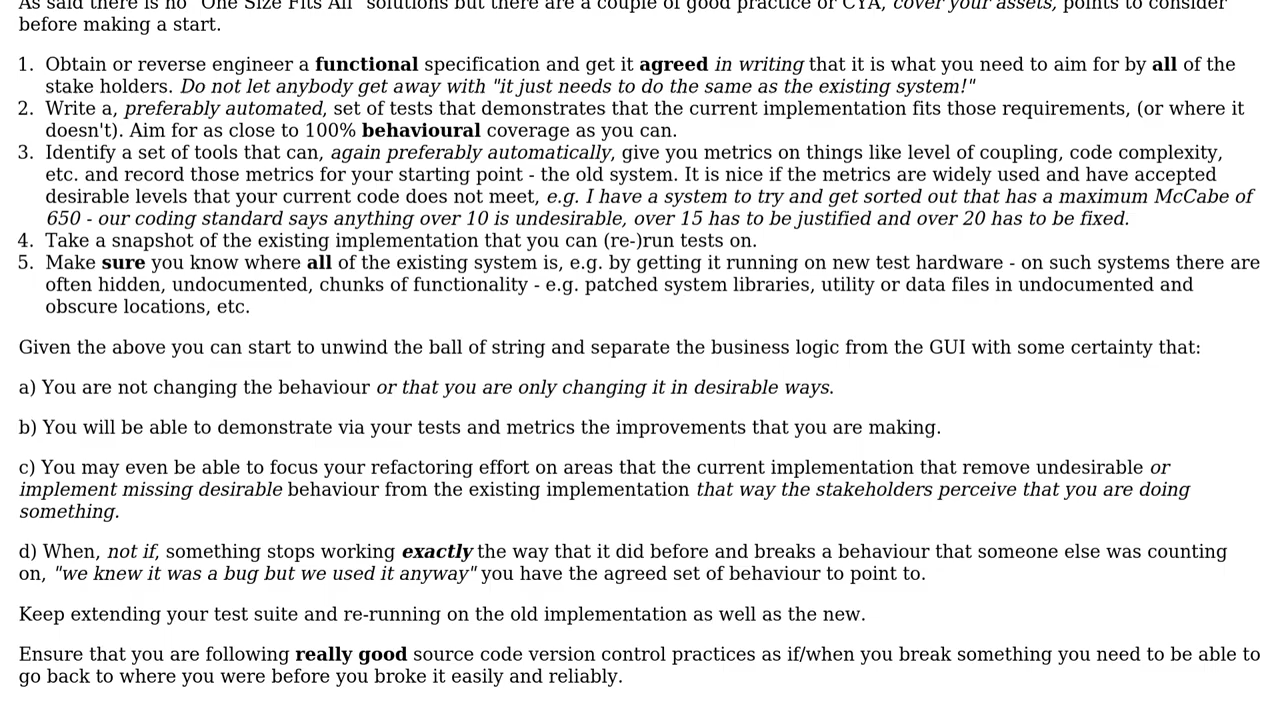 As said there is no "One Size Fits All" solutions but there are a couple of good practice or CYA, cover your assets, points to consider
before making a start.
1. Obtain or reverse engineer a functional specification and get it agreed in writing that it is what you need to aim for by all of the
stake holders. Do not let anybody get away with "it just needs to do the same as the existing system!"
2. Write a, preferably automated, set of tests that demonstrates that the current implementation fits those requirements, (or where it
doesn't). Aim for as close to 100% behavioural coverage as you can.
3. Identify a set of tools that can, again preferably automatically, give you metrics on things like level of coupling, code complexity,
etc. and record those metrics for your starting point - the old system. It is nice if the metrics are widely used and have accepted
desirable levels that your current code does not meet, e.g. I have a system to try and get sorted out that has a maximum McCabe of
650 - our coding standard says anything over 10 is undesirable, over 15 has to be justified and over 20 has to be fixed.
4. Take a snapshot of the existing implementation that you can (re-)run tests on.
5. Make sure you know where all of the existing system is, e.g. by getting it running on new test hardware - on such systems there are
often hidden, undocumented, chunks of functionality - e.g. patched system libraries, utility or data files in undocumented and
obscure locations, etc.
Given the above you can start to unwind the ball of string and separate the business logic from the GUI with some certainty that:
a) You are not changing the behaviour or that you are only changing it in desirable ways.
b) You will be able to demonstrate via your tests and metrics the improvements that you are making.
c) You may even be able to focus your refactoring effort on areas that the current implementation that remove undesirable or
implement missing desirable behaviour from the existing implementation that way the stakeholders perceive that you are doing
something.
d) When, not if, something stops working exactly the way that it did before and breaks a behaviour that someone else was counting
on, "we knew it was a bug but we used it anyway" you have the agreed set of behaviour to point to.
Keep extending your test suite and re-running on the old implementation as well as the new.
Ensure that you are following really good source code version control practices as if/when you break something you need to be able to
go back to where you were before you broke it easily and reliably.